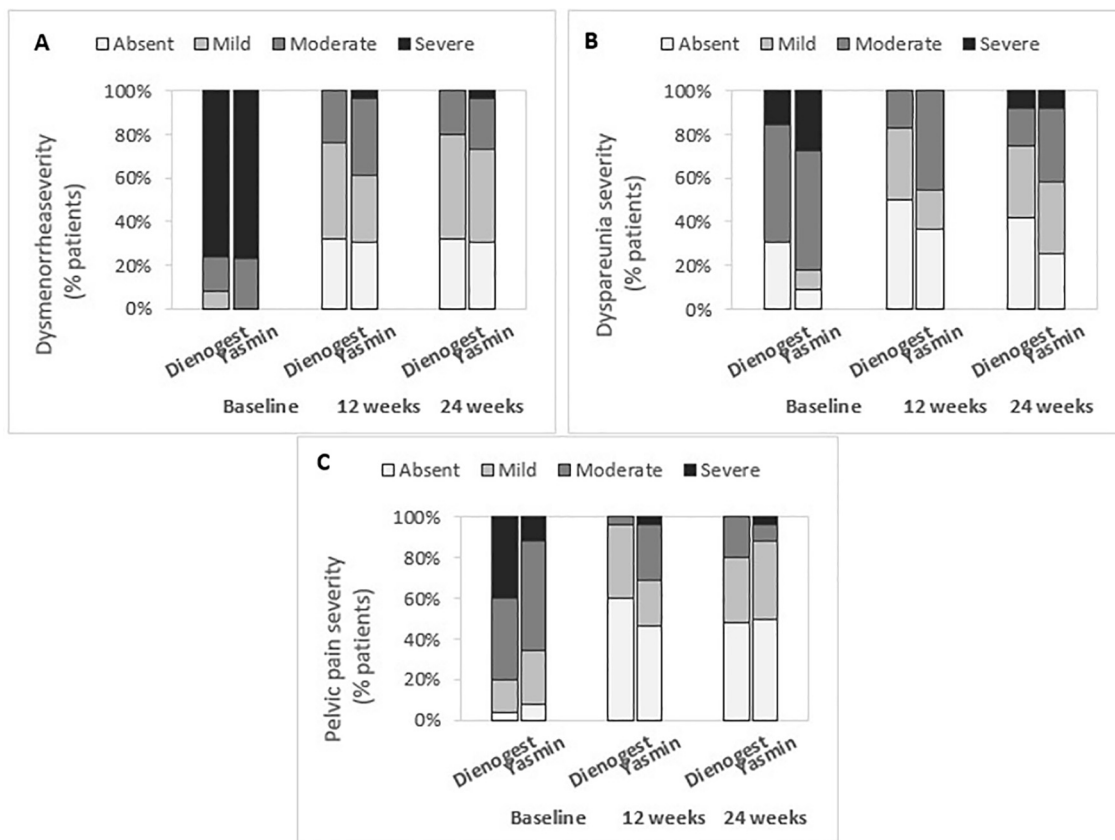 A
Absent Mild Moderate Severe
Dysmenorrheaseverity
(% patients)
100%
80%
60%
40%
20%
0%
Dienogest Yasmin Dienogest Yasmin Dienogest Yasmin
Baseline 12 weeks 24 weeks
B
Absent Mild Moderate Severe
Dyspareunia severity
(% patients)
100%
80%
60%
40%
20%
0%
Dienogest Yasmin Dienogest Yasmin Dienogest Yasmin
Baseline 12 weeks 24 weeks
C
Absent Mild Moderate Severe
Pelvic pain severity
(% patients)
100%
80%
60%
40%
20%
0%
Dienogest Yasmin Dienogest Yasmin Dienogest Yasmin
Baseline 12 weeks 24 weeks